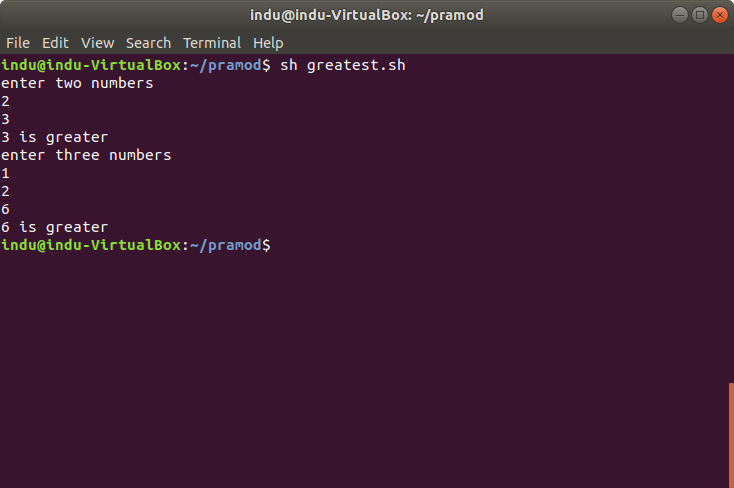 indu@indu-VirtualBox: ~/pramod
File Edit View Search Terminal Help
indu@indu-VirtualBox:~/pramod$ sh greatest.sh
enter two numbers
2
3
3 is greater
enter three numbers
1
2
6
6 is greater
indu@indu-VirtualBox:~/pramod$